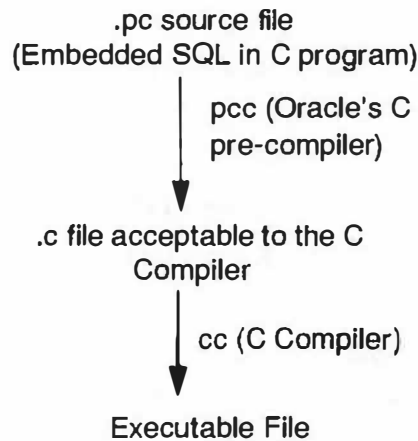 .pc source file
(Embedded SQL in C program)
pcc (Oracle's C
pre-compiler)
.c file acceptable to the C
Compiler
cc (C Compiler)
Executable File